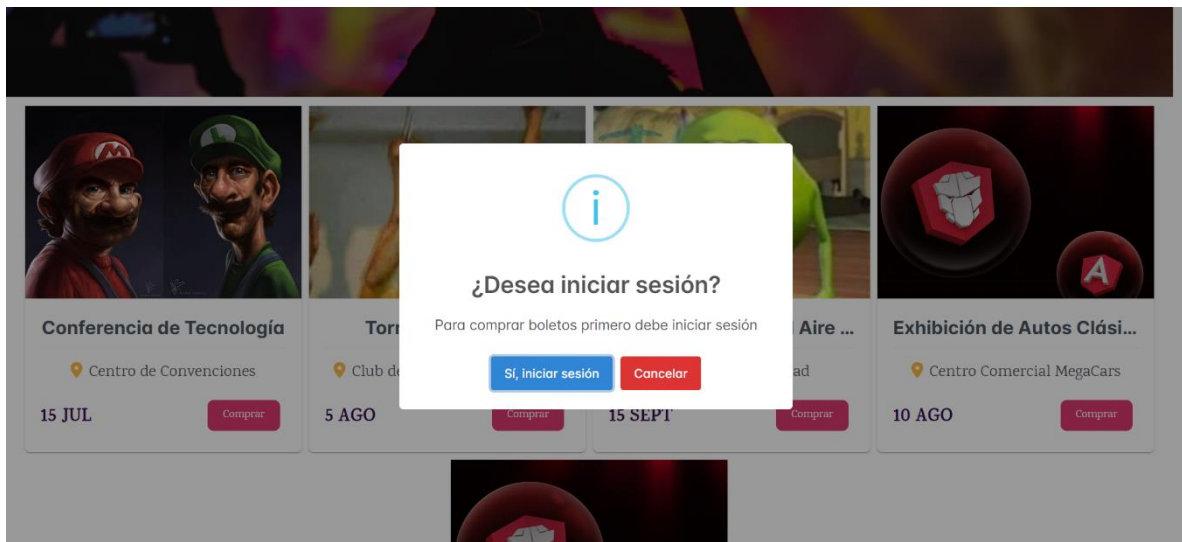 ¿Desea iniciar sesión?
Para comprar boletos primero debe iniciar sesión
Sí, iniciar sesión
Cancelar
Conferencia de Tecnología
Centro de Convenciones
15 JUL
Comprar
Torr
Club de
5 AGO
Comprar
l Aire ...
ad
15 SEPT
Comprar
Exhibición de Autos Clási...
Centro Comercial MegaCars
10 AGO
Comprar